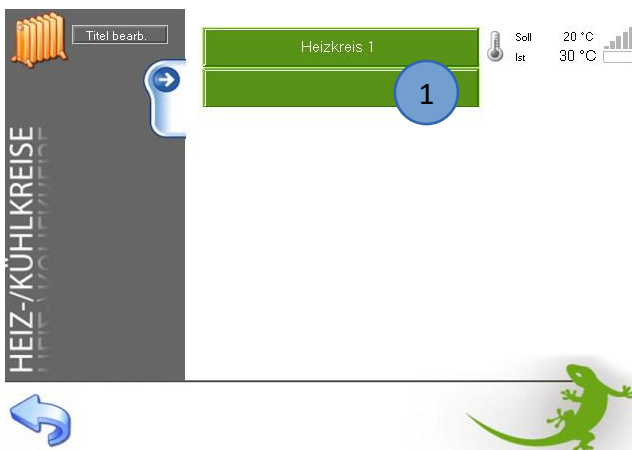 Titel bearb.
Heizkreis 1
Soll 20 °C
Ist 30 °C
1
HEIZ-/KÜHLKREISE